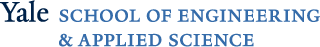 Yale SCHOOL OF ENGINEERING
& APPLIED SCIENCE